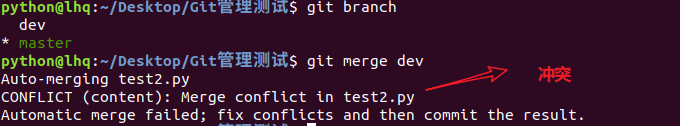 python@lhq:~/Desktop/Git管理测试$ git branch
  dev
* master
python@lhq:~/Desktop/Git管理测试$ git merge dev
Auto-merging test2.py
冲突
CONFLICT (content): Merge conflict in test2.py
Automatic merge failed; fix conflicts and then commit the result.